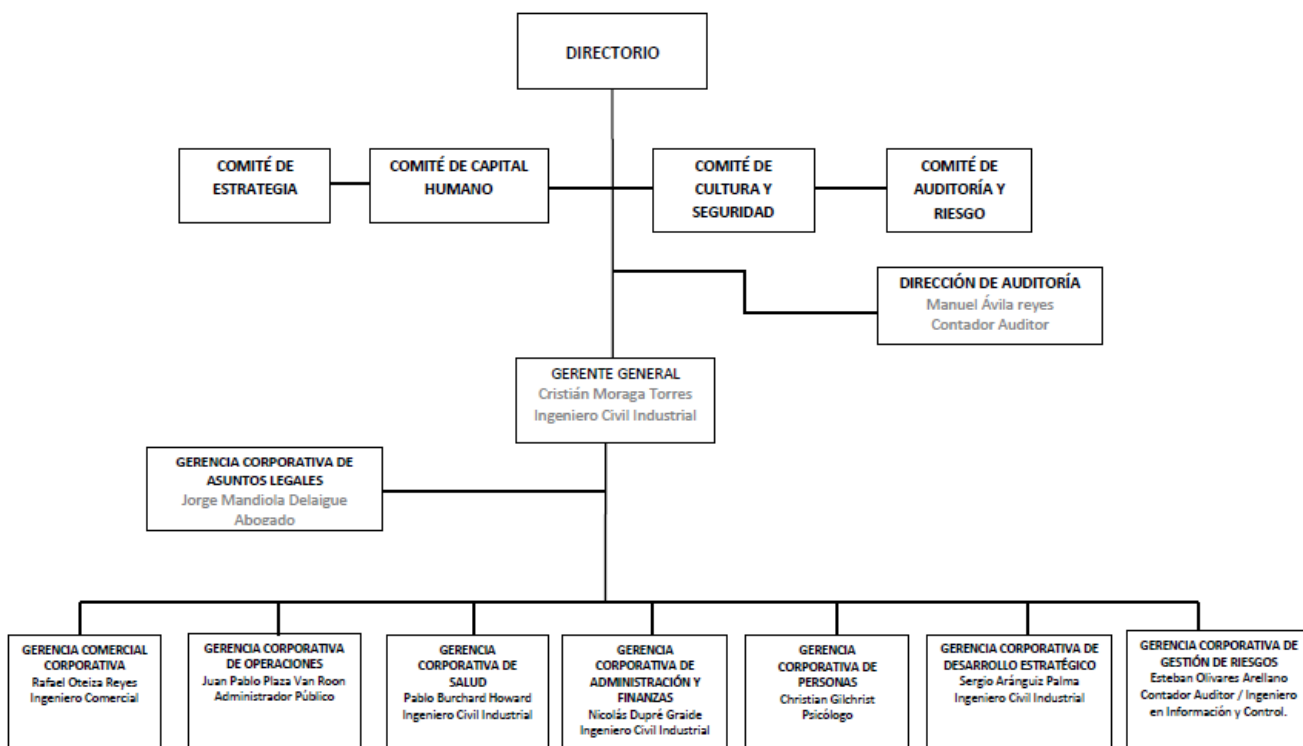 DIRECTORIO
COMITÉ DE
ESTRATEGIA
COMITÉ DE CAPITAL
HUMANO
COMITÉ DE
CULTURA Y
SEGURIDAD
COMITÉ DE
AUDITORÍA Y
RIESGO
DIRECCIÓN DE AUDITORÍA
Manuel Ávila reyes
Contador Auditor
GERENTE GENERAL
Cristián Moraga Torres
Ingeniero Civil Industrial
GERENCIA CORPORATIVA DE
ASUNTOS LEGALES
Jorge Mandiola Delaigue
Abogado
GERENCIA COMERCIAL
CORPORATIVA
Rafael Oteiza Reyes
Ingeniero Comercial
GERENCIA CORPORATIVA
DE OPERACIONES
Juan Pablo Plaza Van Roon
Administrador Público
GERENCIA
CORPORATIVA DE
SALUD
Pablo Burchard Howard
Ingeniero Civil Industrial
GERENCIA
CORPORATIVA DE
ADMINISTRACIÓN Y
FINANZAS
Nicolás Dupré Graide
Ingeniero Civil Industrial
GERENCIA
CORPORATIVA DE
PERSONAS
Christian Gilchrist
Psicólogo
GERENCIA CORPORATIVA DE
DESARROLLO ESTRATÉGICO
Sergio Aránguiz Palma
Ingeniero Civil Industrial
GERENCIA CORPORATIVA DE
GESTIÓN DE RIESGOS
Esteban Olivares Arellano
Contador Auditor / Ingeniero
en Información y Control.